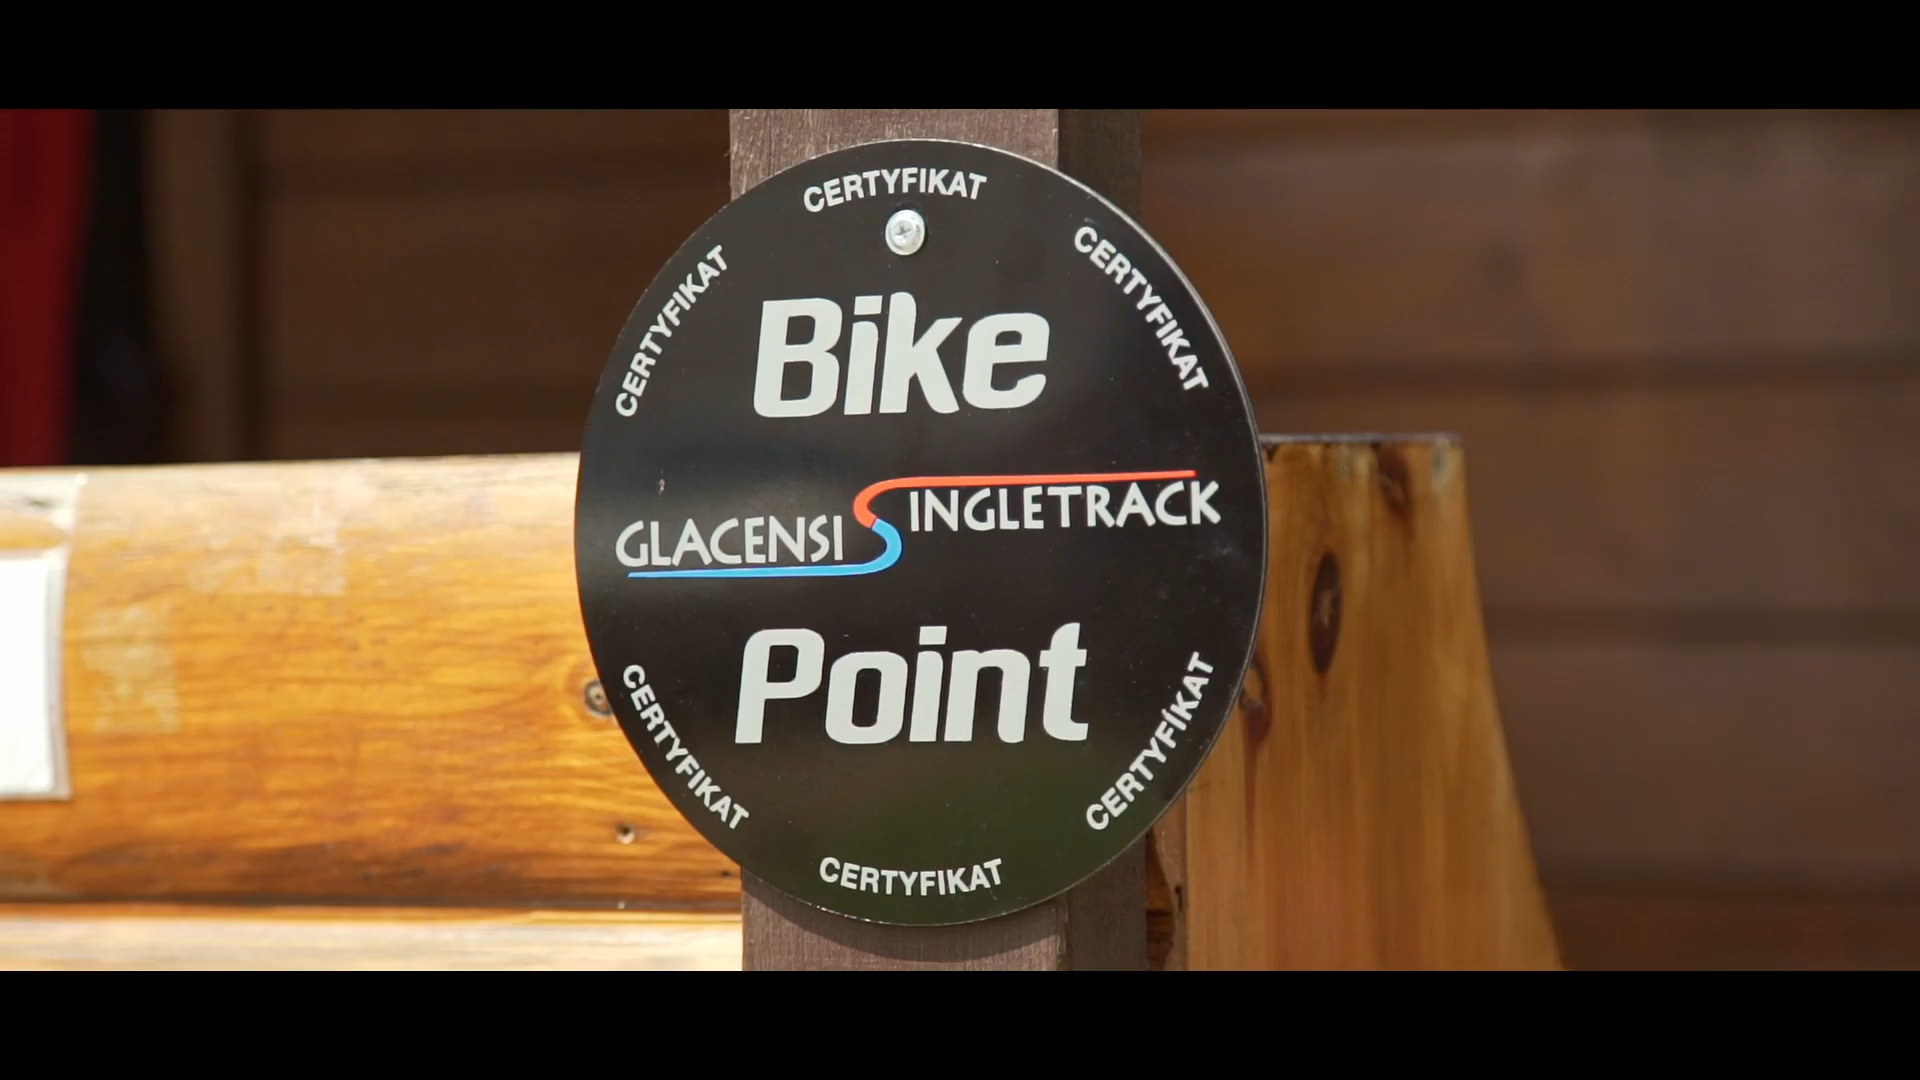 CERTYFIKAT
CERTYFIKAT
CERTYFIKAT
Bike
GLACENSI SINGLETRACK
Point
CERTYFIKAT
CERTYFIKAT
CERTYFIKAT